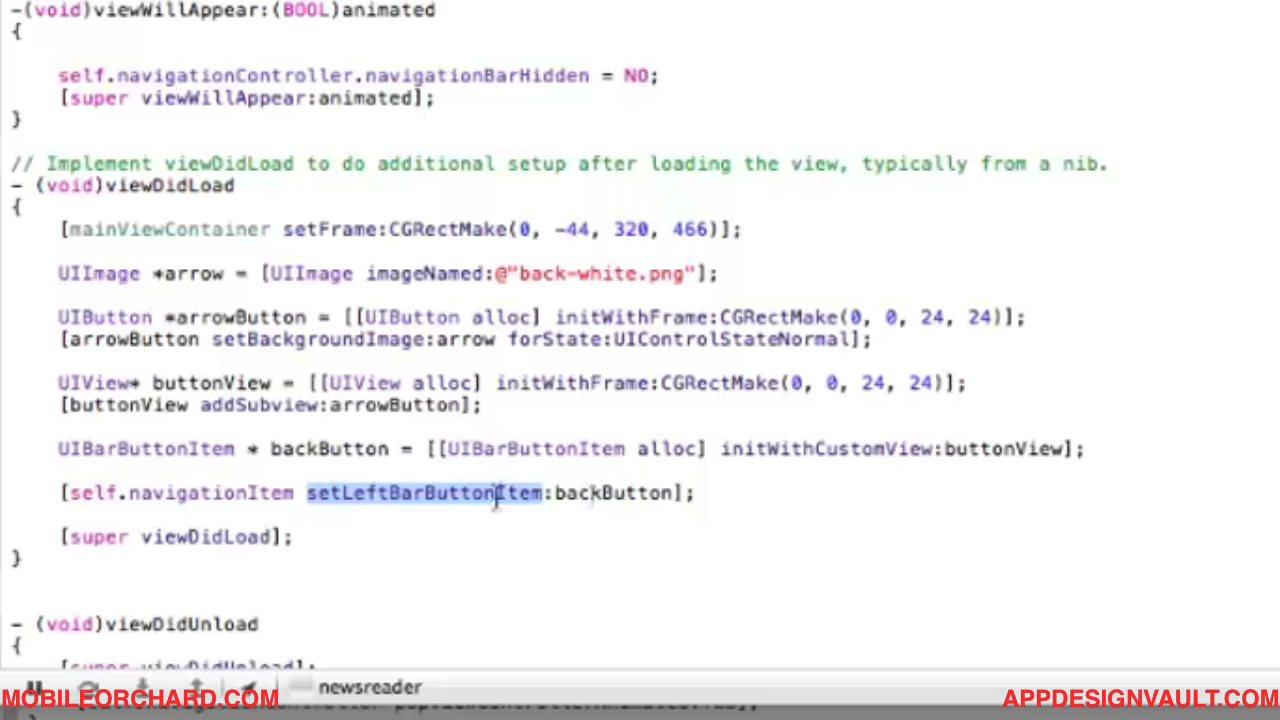 -(void)viewWillAppear:(BOOL)animated
{
self.navigationController.navigationBarHidden = NO;
[super viewWillAppear:animated];
}
// Implement viewDidLoad to do additional setup after loading the view, typically from a nib.
- (void)viewDidLoad
{
[mainViewContainer setFrame:CGRectMake(0, -44, 320, 466)];
UIImage *arrow = [UIImage imageNamed:@"back-white.png"];
UIButton *arrowButton = [[UIButton alloc] initWithFrame:CGRectMake(0, 0, 24, 24)];
[arrowButton setBackgroundImage:arrow forState:UIControlStateNormal];
UIView* buttonView = [[UIView alloc] initWithFrame:CGRectMake(0, 0, 24, 24)];
[buttonView addSubview:arrowButton];
UIBarButtonItem * backButton = [[UIBarButtonItem alloc] initWithCustomView:buttonView];
[self.navigationItem setLeftBarButtonItem:backButton];
[super viewDidLoad];
}
- (void)viewDidUnload
{
[super viewDidUnload];
newsreader
MOBILEORCHARD.COM APPDESIGNVAULT.COM